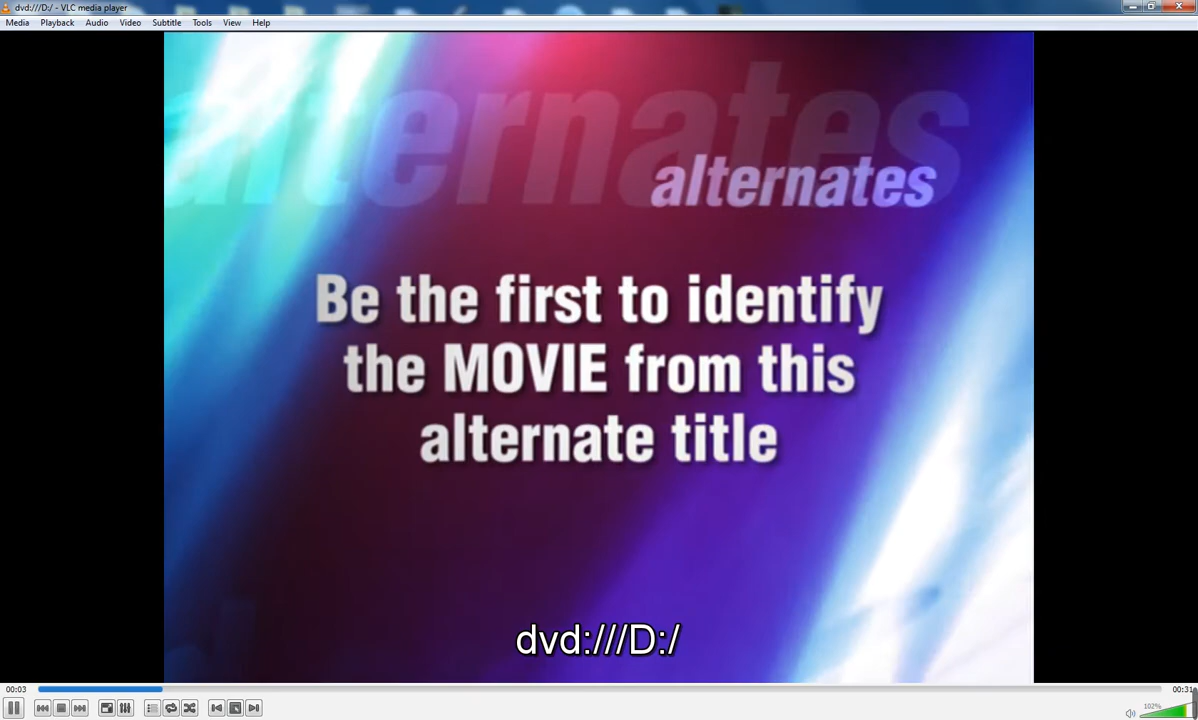 dvd:///D:/ - VLC media player
Media Playback Audio Video Subtitle Tools View Help
alternates
alternates
Be the first to identify
the MOVIE from this
alternate title
dvd:///D:/
00:03
00:31
102%